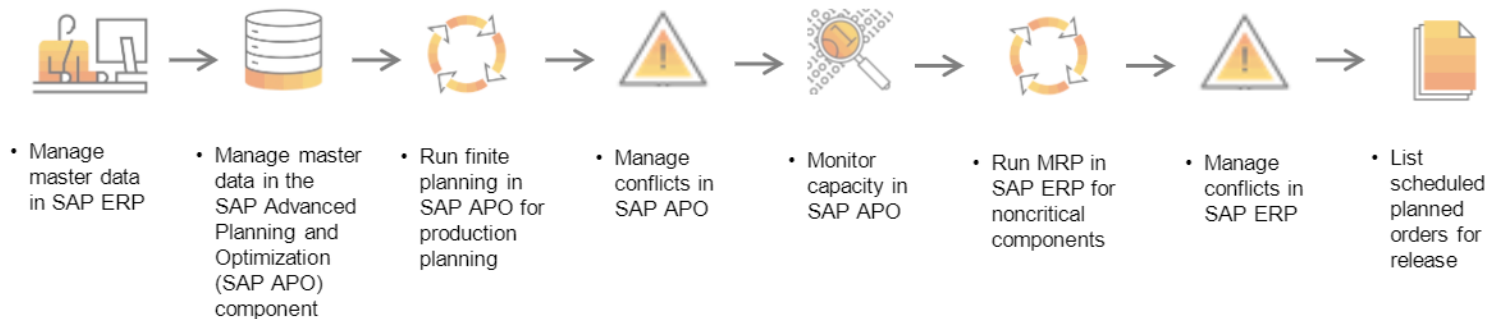 • Manage
master data
in SAP ERP
• Manage master
data in the
SAP Advanced
Planning and
Optimization
(SAP APO)
component
• Run finite
planning in
SAP APO for
production
planning
• Manage
conflicts in
SAP APO
• Monitor
capacity in
SAP APO
• Run MRP in
SAP ERP for
noncritical
components
• Manage
conflicts in
SAP ERP
• List
scheduled
planned
orders for
release